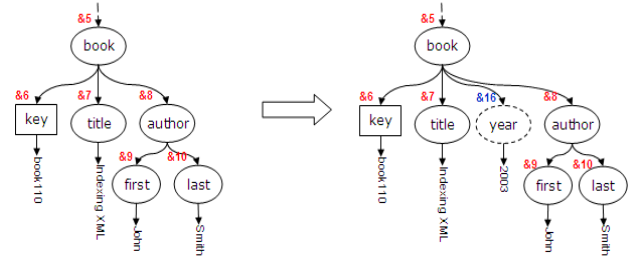 &5
book
&6
&7
&8
key
title
author
&9
&10
book110
Indexing XML
first
last
John
Smith
&5
book
&6
&7
&16
&8
key
title
year
author
&9
&10
book110
Indexing XML
2003
first
last
John
Smith